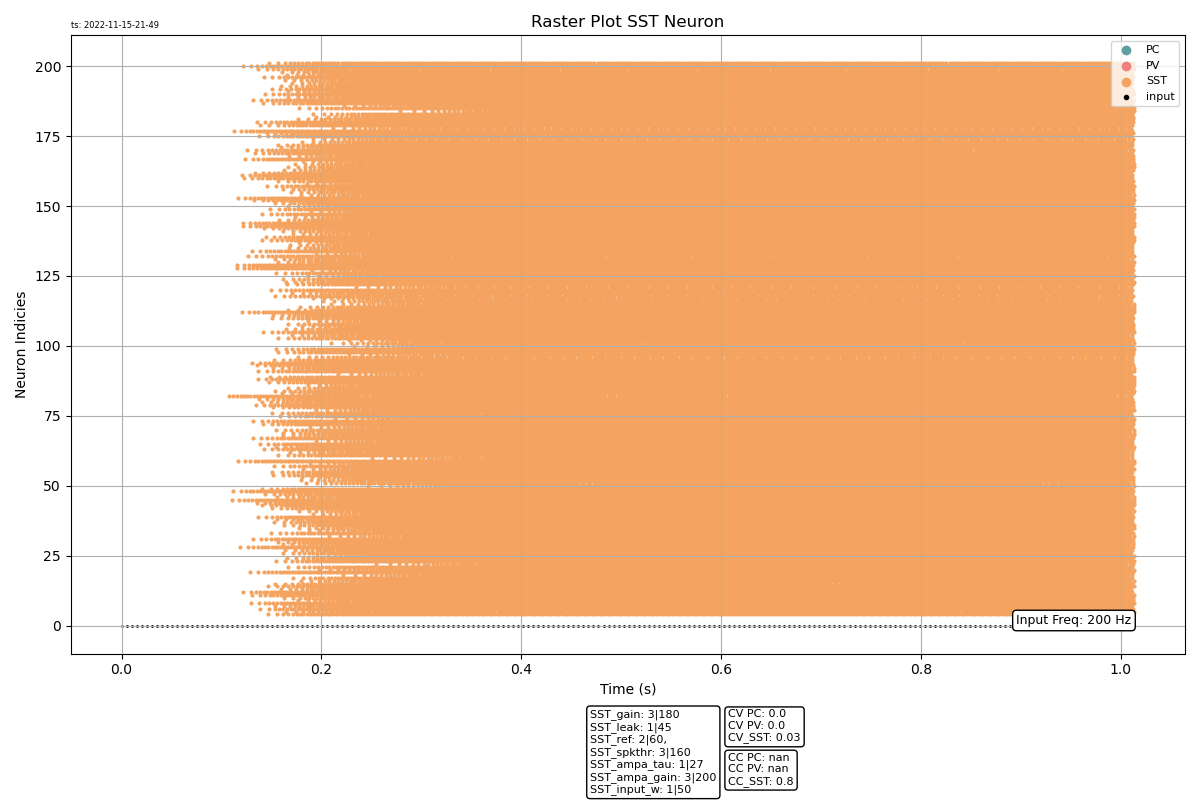 ts: 2022-11-15-21-49
Raster Plot SST Neuron
PC
PV
SST
input
200
175
150
125
100
75
50
25
0
Neuron Indicies
Input Freq: 200 Hz
0.0 0.2 0.4 0.6 0.8 1.0
Time (s)
SST_gain: 3|180
SST_leak: 1|45
SST_ref: 2|60,
SST_spkthr: 3|160
SST_ampa_tau: 1|27
SST_ampa_gain: 3|200
SST_input_w: 1|50
CV PC: 0.0
CV PV: 0.0
CV_SST: 0.03
CC PC: nan
CC PV: nan
CC_SST: 0.8